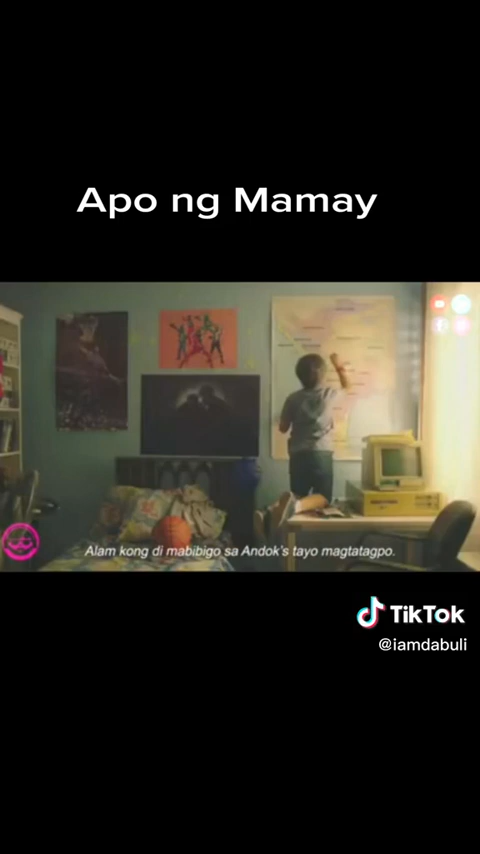 Apo ng Mamay
Alam kong di mabibigo sa Andok's tayo magtatagpo.
TikTok
@iamdabuli